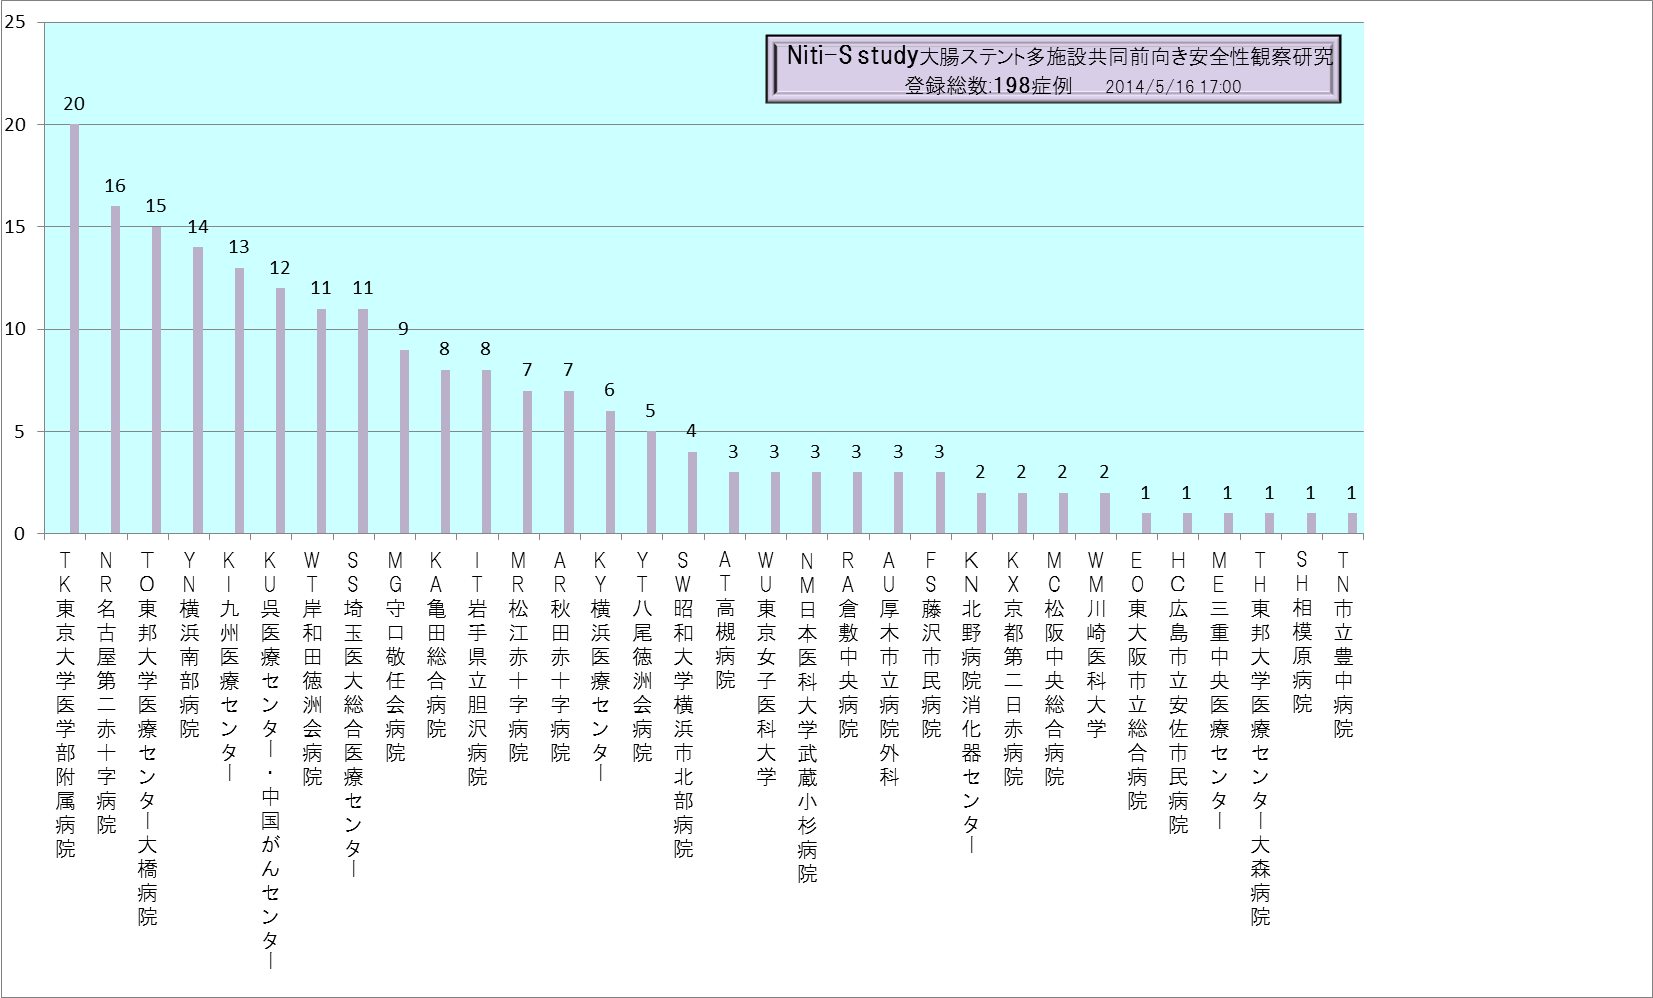 25
20
15
10
5
0
Niti-S study大腸ステント多施設共同前向き安全性観察研究
登録総数:198症例 2014/5/16 17:00
20
16
15
14
13
12
11
11
9
8
8
7
7
6
5
4
3
3
3
3
3
3
2
2
2
2
1
1
1
1
1
1
TK東京大学医学部附属病院
NR名古屋第二赤十字病院
TO東邦大学医療センター大橋病院
YN横浜南部病院
KI九州医療センター
KU呉医療センター・中国がんセンター
WT岸和田徳洲会病院
SS埼玉医大総合医療センター
MG守口敬任会病院
KA亀田総合病院
IT岩手県立胆沢病院
MR松江赤十字病院
AR秋田赤十字病院
KY横浜医療センター
YT八尾徳洲会病院
SW昭和大学横浜市北部病院
AT高槻病院
WU東京女子医科大学
NM日本医科大学武蔵小杉病院
RA倉敷中央病院
AU厚木市立病院外科
FS藤沢市民病院
KN北野病院消化器センター
KX京都第二日赤病院
MC松阪中央総合病院
WM川崎医科大学
EO東大阪市立総合病院
HC広島市立安佐市民病院
ME三重中央医療センター
TH東邦大学医療センター大森病院
SH相模原病院
TN市立豊中病院